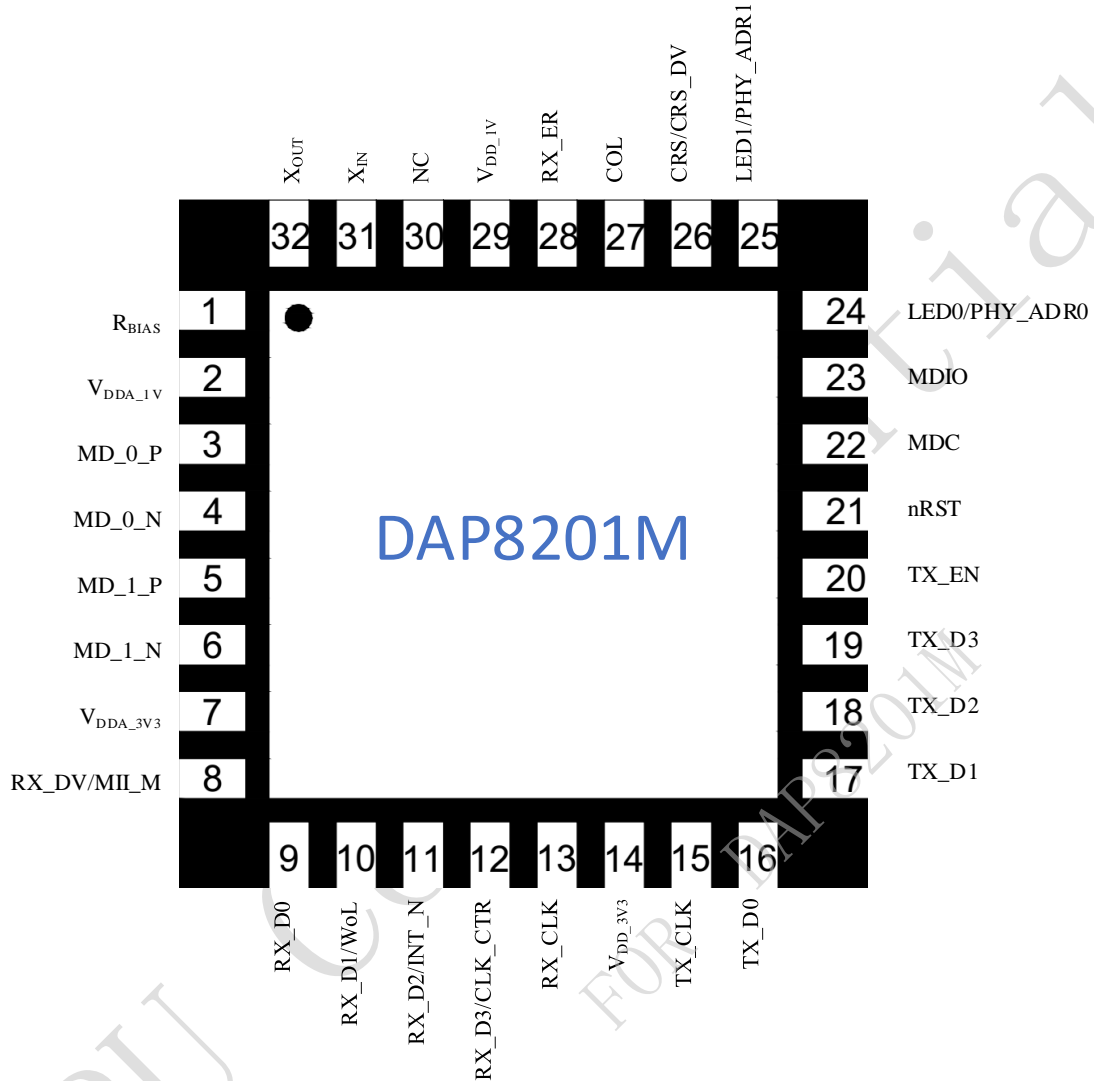 XOUT
XIN
NC
VDD_1V
RX_ER
COL
CRS/CRS_DV
LED1/PHY_ADR1
32
31
30
29
28
27
26
25
RBIAS 1
VDDA_1V 2
MD_0_P 3
MD_0_N 4
MD_1_P 5
MD_1_N 6
VDDA_3V3 7
RX_DV/MII_M 8
DAP8201M
24 LED0/PHY_ADR0
23 MDIO
22 MDC
21 nRST
20 TX_EN
19 TX_D3
18 TX_D2
17 TX_D1
9
10
11
12
13
14
15
16
RX_D0
RX_D1/WoL
RX_D2/INT_N
RX_D3/CLK_CTR
RX_CLK
VDD_3V3
TX_CLK
TX_D0
FOR DAP8201M